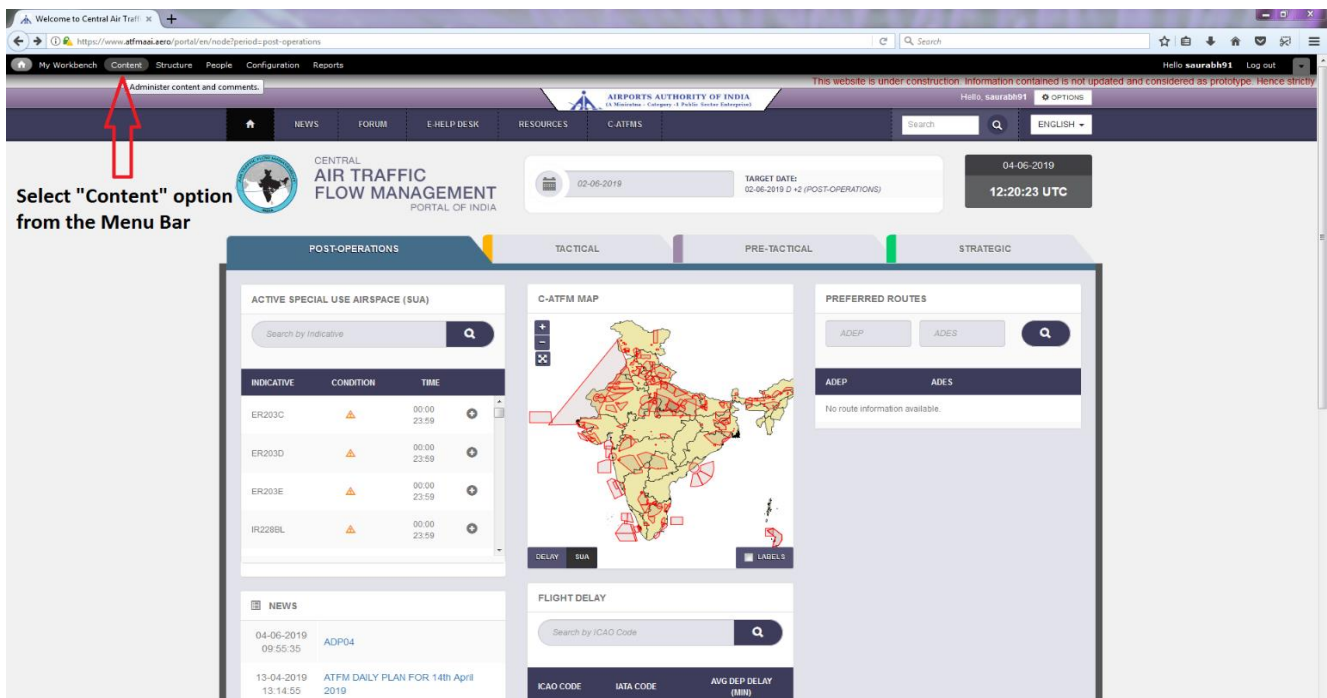 Welcome to Central Air Traff
https://www.atfmaai.aero/portal/en/node?period=post-operations
Search
My Workbench Content Structure People Configuration Reports
Hello saurabh91 Log out
Administer content and comments.
This website is under construction. Information contained is not updated and considered as prototype. Hence strictly
AIRPORTS AUTHORITY OF INDIA
(A Miniratna - Category -I Public Sector Enterprise)
Hello, saurabh91 OPTIONS
NEWS FORUM E-HELP DESK RESOURCES C-ATFMS
Search ENGLISH
Select "Content" option
from the Menu Bar
CENTRAL
AIR TRAFFIC
FLOW MANAGEMENT
PORTAL OF INDIA
02-06-2019
TARGET DATE:
02-06-2019 D +2 (POST-OPERATIONS)
04-06-2019
12:20:23 UTC
POST-OPERATIONS TACTICAL PRE-TACTICAL STRATEGIC
ACTIVE SPECIAL USE AIRSPACE (SUA)
Search by Indicative
INDICATIVE CONDITION TIME
ER203C 00:00
23:59
ER203D 00:00
23:59
ER203E 00:00
23:59
IR228BL 00:00
23:59
NEWS
04-06-2019
09:55:35
ADP04
13-04-2019
13:14:55
ATFM DAILY PLAN FOR 14th April
2019
C-ATFM MAP
DELAY SUA LABELS
FLIGHT DELAY
Search by ICAO Code
ICAO CODE IATA CODE AVG DEP DELAY
(MIN)
PREFERRED ROUTES
ADEP ADES
ADEP ADES
No route information available.